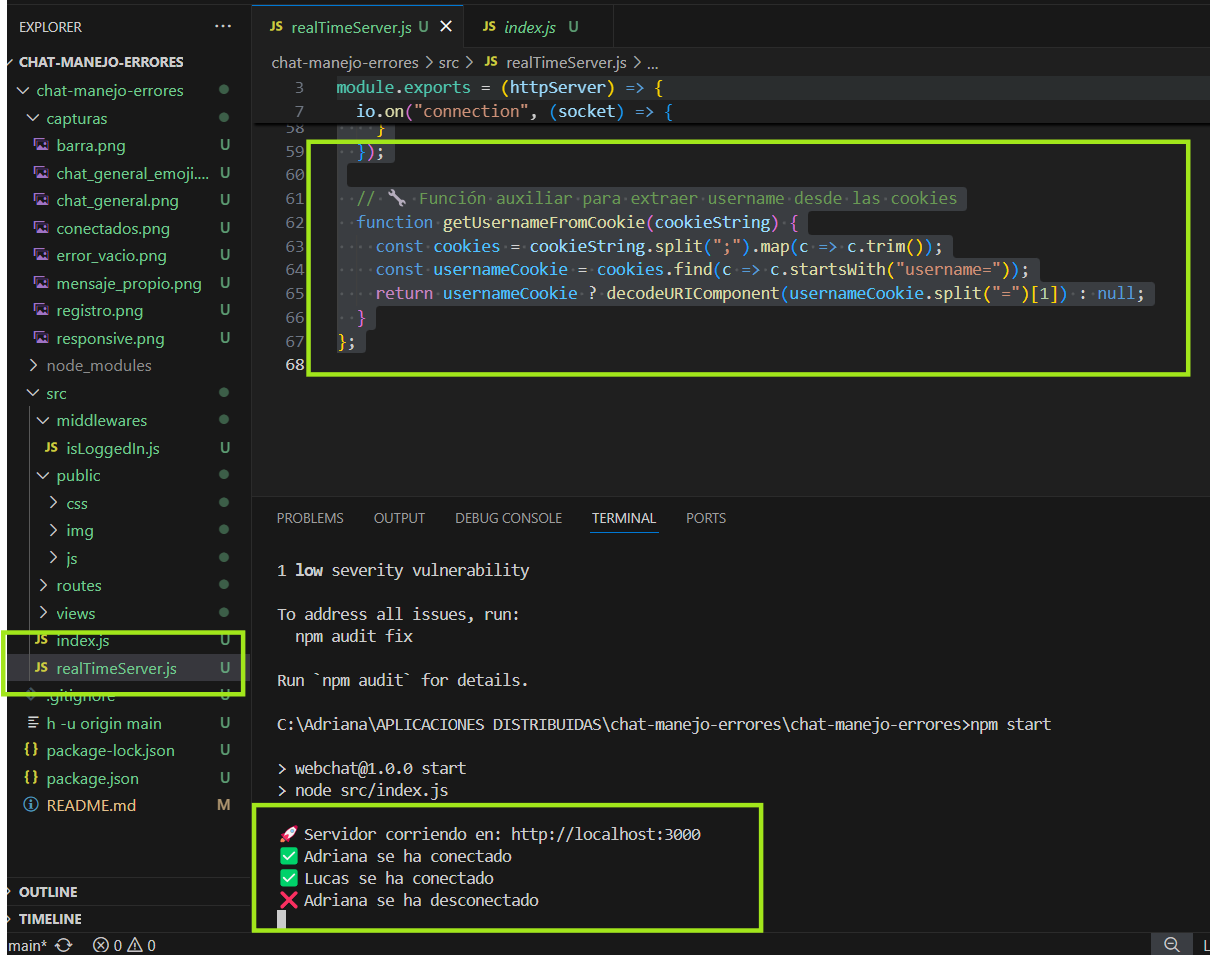 EXPLORER ...
CHAT-MANEJO-ERRORES
chat-manejo-errores
capturas
barra.png U
chat_general_emoji.... U
chat_general.png U
conectados.png U
error_vacio.png U
mensaje_propio.png U
registro.png U
responsive.png U
node_modules
src
middlewares
JS isLoggedIn.js U
public
css
img
js
routes
views
JS index.js U
JS realTimeServer.js U
.gitignore U
h -u origin main U
{} package-lock.json U
{} package.json U
README.md M
OUTLINE
TIMELINE
main* 0 0
JS realTimeServer.js U JS index.js U
chat-manejo-errores > src > JS realTimeServer.js > ...
3 module.exports = (httpServer) => {
7 io.on("connection", (socket) => {
58 }
59 });
60
61 // 🔧 Función auxiliar para extraer username desde las cookies
62 function getUsernameFromCookie(cookieString) {
63 const cookies = cookieString.split(";").map(c => c.trim());
64 const usernameCookie = cookies.find(c => c.startsWith("username="));
65 return usernameCookie ? decodeURIComponent(usernameCookie.split("=")[1]) : null;
66 }
67 };
68
PROBLEMS OUTPUT DEBUG CONSOLE TERMINAL PORTS
1 low severity vulnerability
To address all issues, run:
npm audit fix
Run `npm audit` for details.
C:\Adriana\APLICACIONES DISTRIBUIDAS\chat-manejo-errores\chat-manejo-errores>npm start
> webchat@1.0.0 start
> node src/index.js
🚀 Servidor corriendo en: http://localhost:3000
✅ Adriana se ha conectado
✅ Lucas se ha conectado
❌ Adriana se ha desconectado